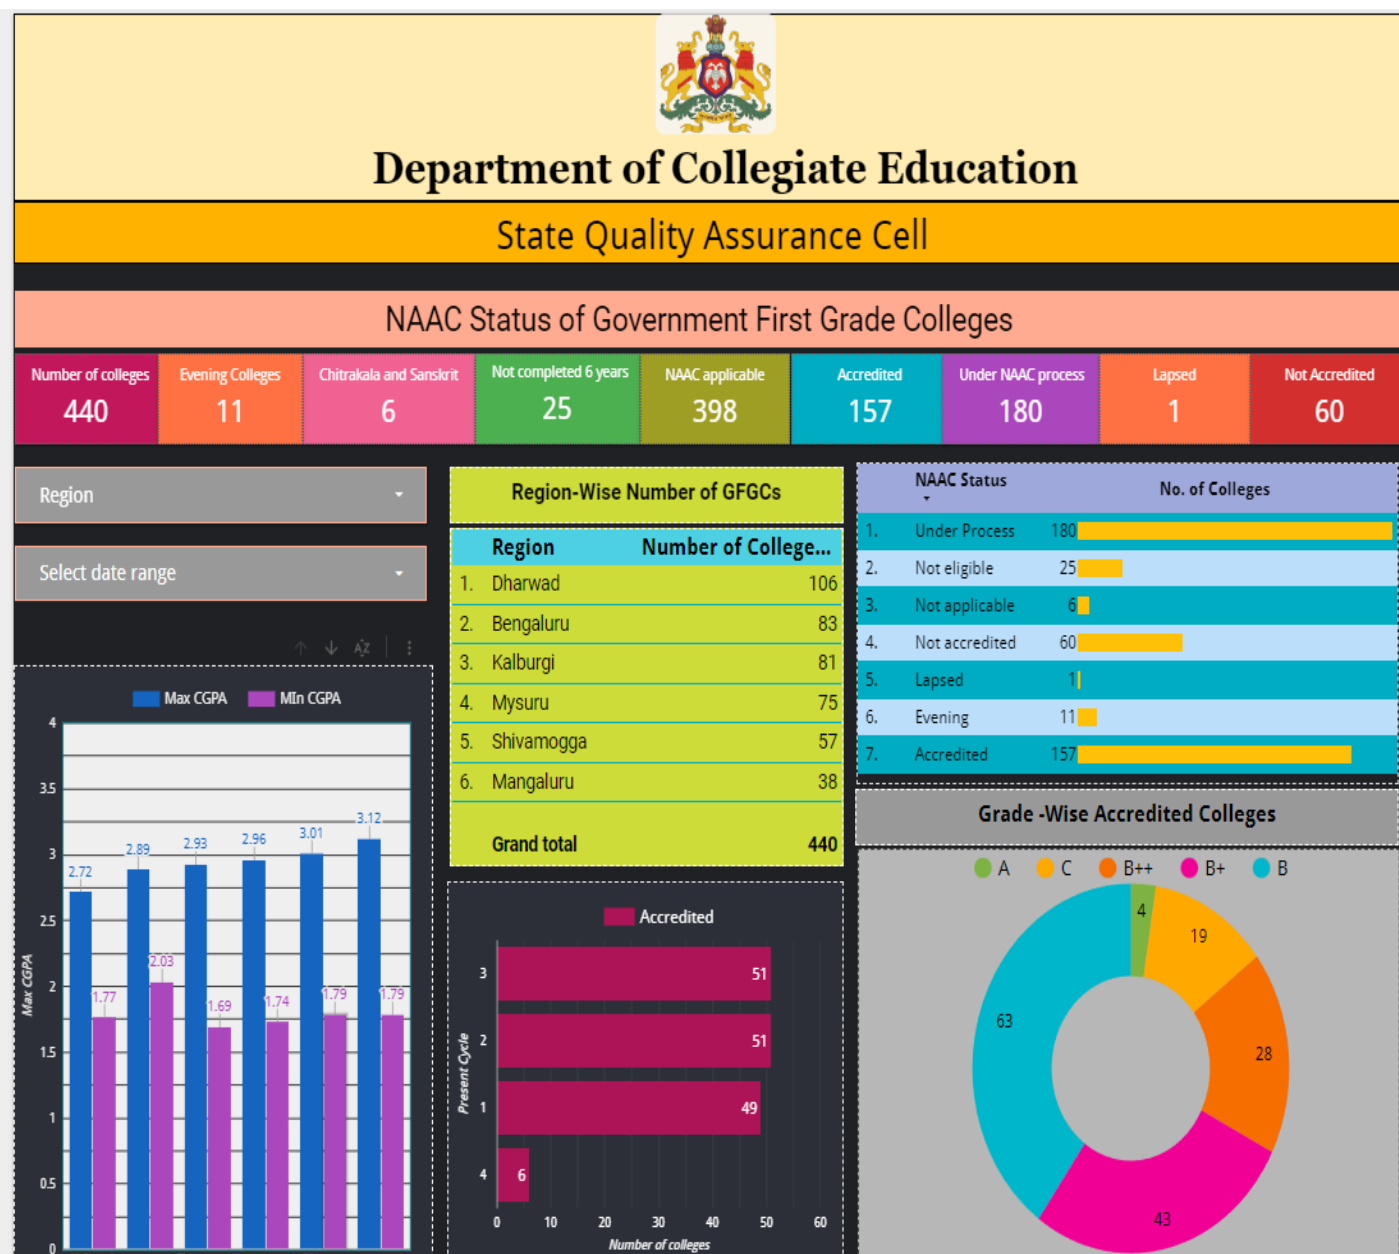 Department of Collegiate Education
State Quality Assurance Cell
NAAC Status of Government First Grade Colleges
Number of colleges
440
Evening Colleges
11
Chitrakala and Sanskrit
6
Not completed 6 years
25
NAAC applicable
398
Accredited
157
Under NAAC process
180
Lapsed
1
Not Accredited
60
Region
Select date range
Max CGPA MIn CGPA
Max CGPA
4
3.5
3
2.5
2
1.5
1
0.5
0
2.72
2.89
2.93
2.96
3.01
3.12
1.77
2.03
1.69
1.74
1.79
1.79
Region-Wise Number of GFGCs
Region Number of College...
1. Dharwad 106
2. Bengaluru 83
3. Kalburgi 81
4. Mysuru 75
5. Shivamogga 57
6. Mangaluru 38
Grand total 440
Accredited
Present Cycle
3 51
2 51
1 49
4 6
0 10 20 30 40 50 60
Number of colleges
NAAC Status No. of Colleges
1. Under Process 180
2. Not eligible 25
3. Not applicable 6
4. Not accredited 60
5. Lapsed 1
6. Evening 11
7. Accredited 157
Grade -Wise Accredited Colleges
A C B++ B+ B
4
19
28
43
63